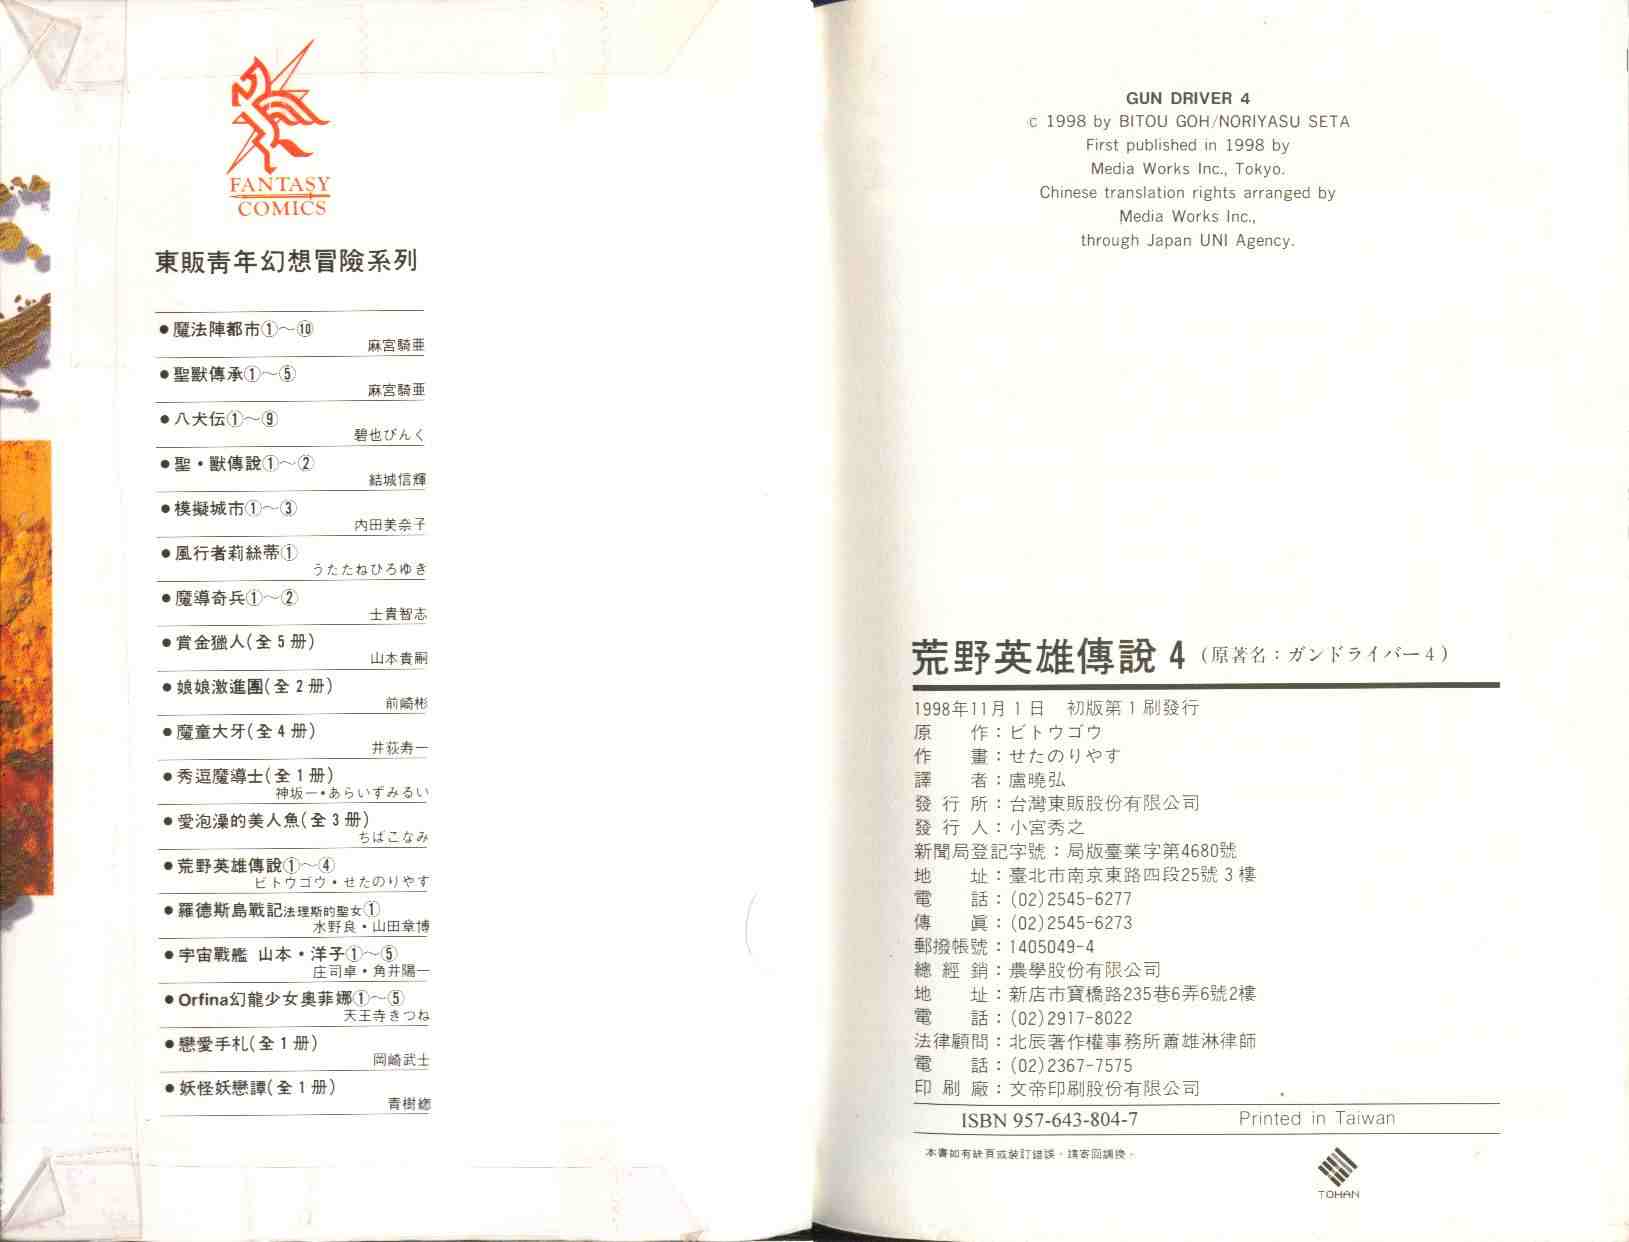 FANTASY
COMICS
東販靑年幻想冒險系列
●魔法陣都市①～⑩
麻宮騎亜
●聖獸傳承①～⑤
麻宮騎亜
●八犬伝①～⑨
碧也ぴんく
●聖・獸傳說①～②
結城信輝
●模擬城市①～③
内田美奈子
●風行者莉絲蒂①
うたたねひろゆき
●魔導奇兵①～②
士貴智志
●賞金獵人(全5册)
山本貴嗣
●娘娘激進團(全2册)
前崎彬
●魔童大牙(全4册)
井荻寿一
●秀逗魔導士(全1册)
神坂一・あらいずみるい
●愛泡澡的美人魚(全3册)
ちばこなみ
●荒野英雄傳說①～④
ビトウゴウ・せたのりやす
●羅德斯島戰記法理斯的聖女①
水野良・山田章博
●宇宙戰艦 山本・洋子①～⑤
庄司卓・角井陽一
●Orfina幻龍少女奧菲娜①～⑤
天王寺きつね
●戀愛手札(全1册)
岡崎武士
●妖怪妖戀譚(全1册)
青樹総
GUN DRIVER 4
© 1998 by BITOU GOH/NORIYASU SETA
First published in 1998 by
Media Works Inc., Tokyo.
Chinese translation rights arranged by
Media Works Inc.,
through Japan UNI Agency.
荒野英雄傳說4（原著名：ガンドライバー4）
1998年11月1日　初版第1刷發行
原　　作：ビトウゴウ
作　　畫：せたのりやす
譯　　者：盧曉弘
發 行 所：台灣東販股份有限公司
發 行 人：小宮秀之
新聞局登記字號：局版臺業字第4680號
地　　址：臺北市南京東路四段25號3樓
電　　話：(02)2545-6277
傳　　眞：(02)2545-6273
郵撥帳號：1405049-4
總 經 銷：農學股份有限公司
地　　址：新店市寶橋路235巷6弄6號2樓
電　　話：(02)2917-8022
法律顧問：北辰著作權事務所蕭雄淋律師
電　　話：(02)2367-7575
印 刷 廠：文帝印刷股份有限公司
ISBN 957-643-804-7　Printed in Taiwan
本書如有缺頁或裝訂錯誤，請寄回調換。
TOHAN